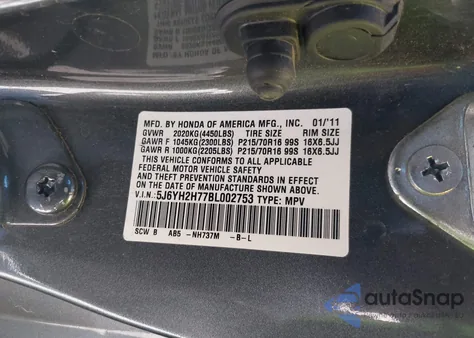 MFD. BY HONDA OF AMERICA MFG., INC. 01/'11
GVWR 2020KG(4450LBS) TIRE SIZE RIM SIZE
GAWR F 1045KG(2300LBS) P215/70R16 99S 16X6.5JJ
GAWR R 1000KG(2205LBS) P215/70R16 99S 16X6.5JJ
THIS VEHICLE CONFORMS TO ALL APPLICABLE
FEDERAL MOTOR VEHICLE SAFETY
AND THEFT PREVENTION STANDARDS IN EFFECT
ON THE DATE OF MANUFACTURE SHOWN ABOVE.
V.I.N: 5J6YH2H77BL002753 TYPE: MPV
SCW B AB5 -NH737M -B-L
autoSnap